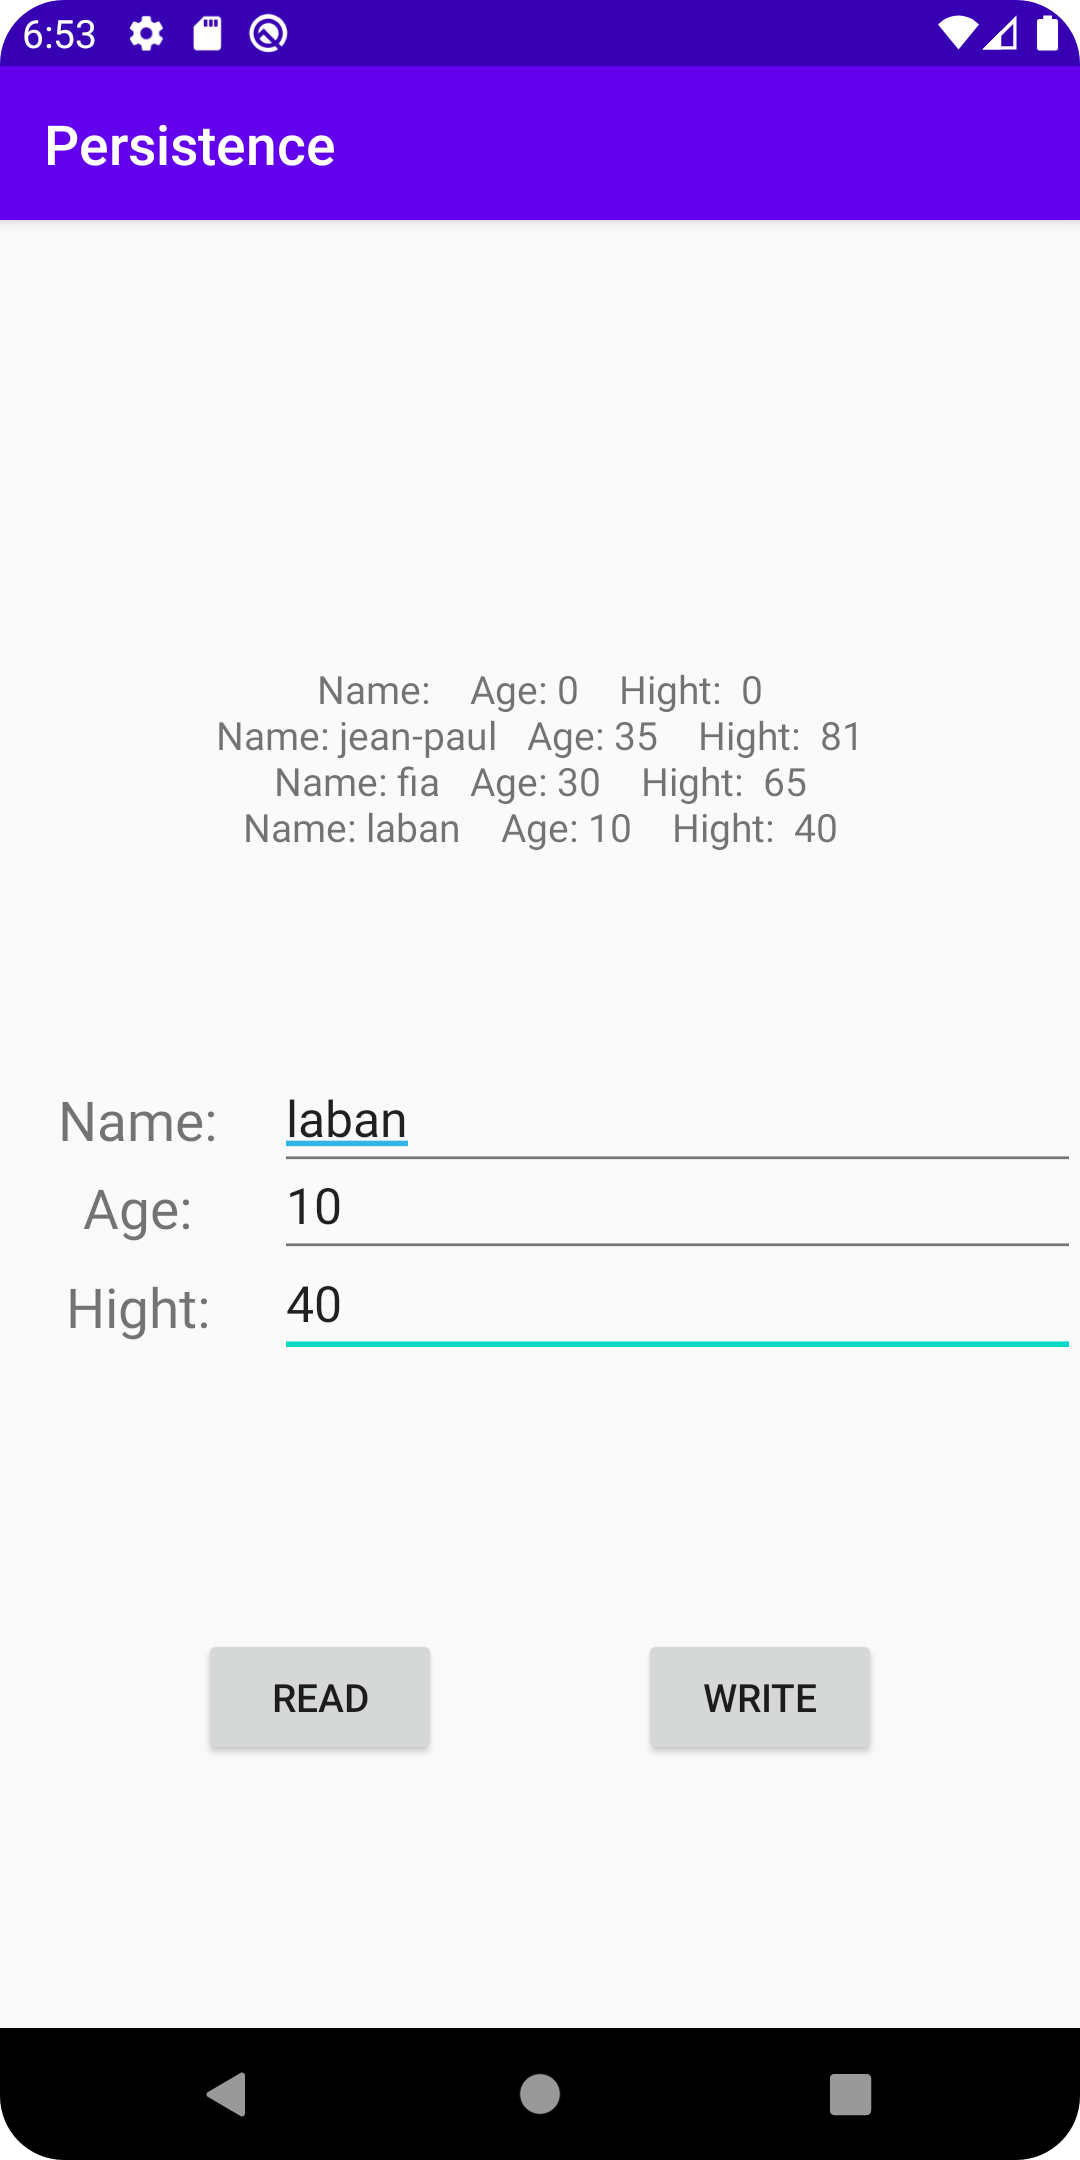 6:53
Persistence
Name:    Age: 0    Hight:  0
Name: jean-paul   Age: 35    Hight:  81
Name: fia   Age: 30    Hight:  65
Name: laban    Age: 10    Hight:  40
Name: laban
Age: 10
Hight: 40
READ WRITE